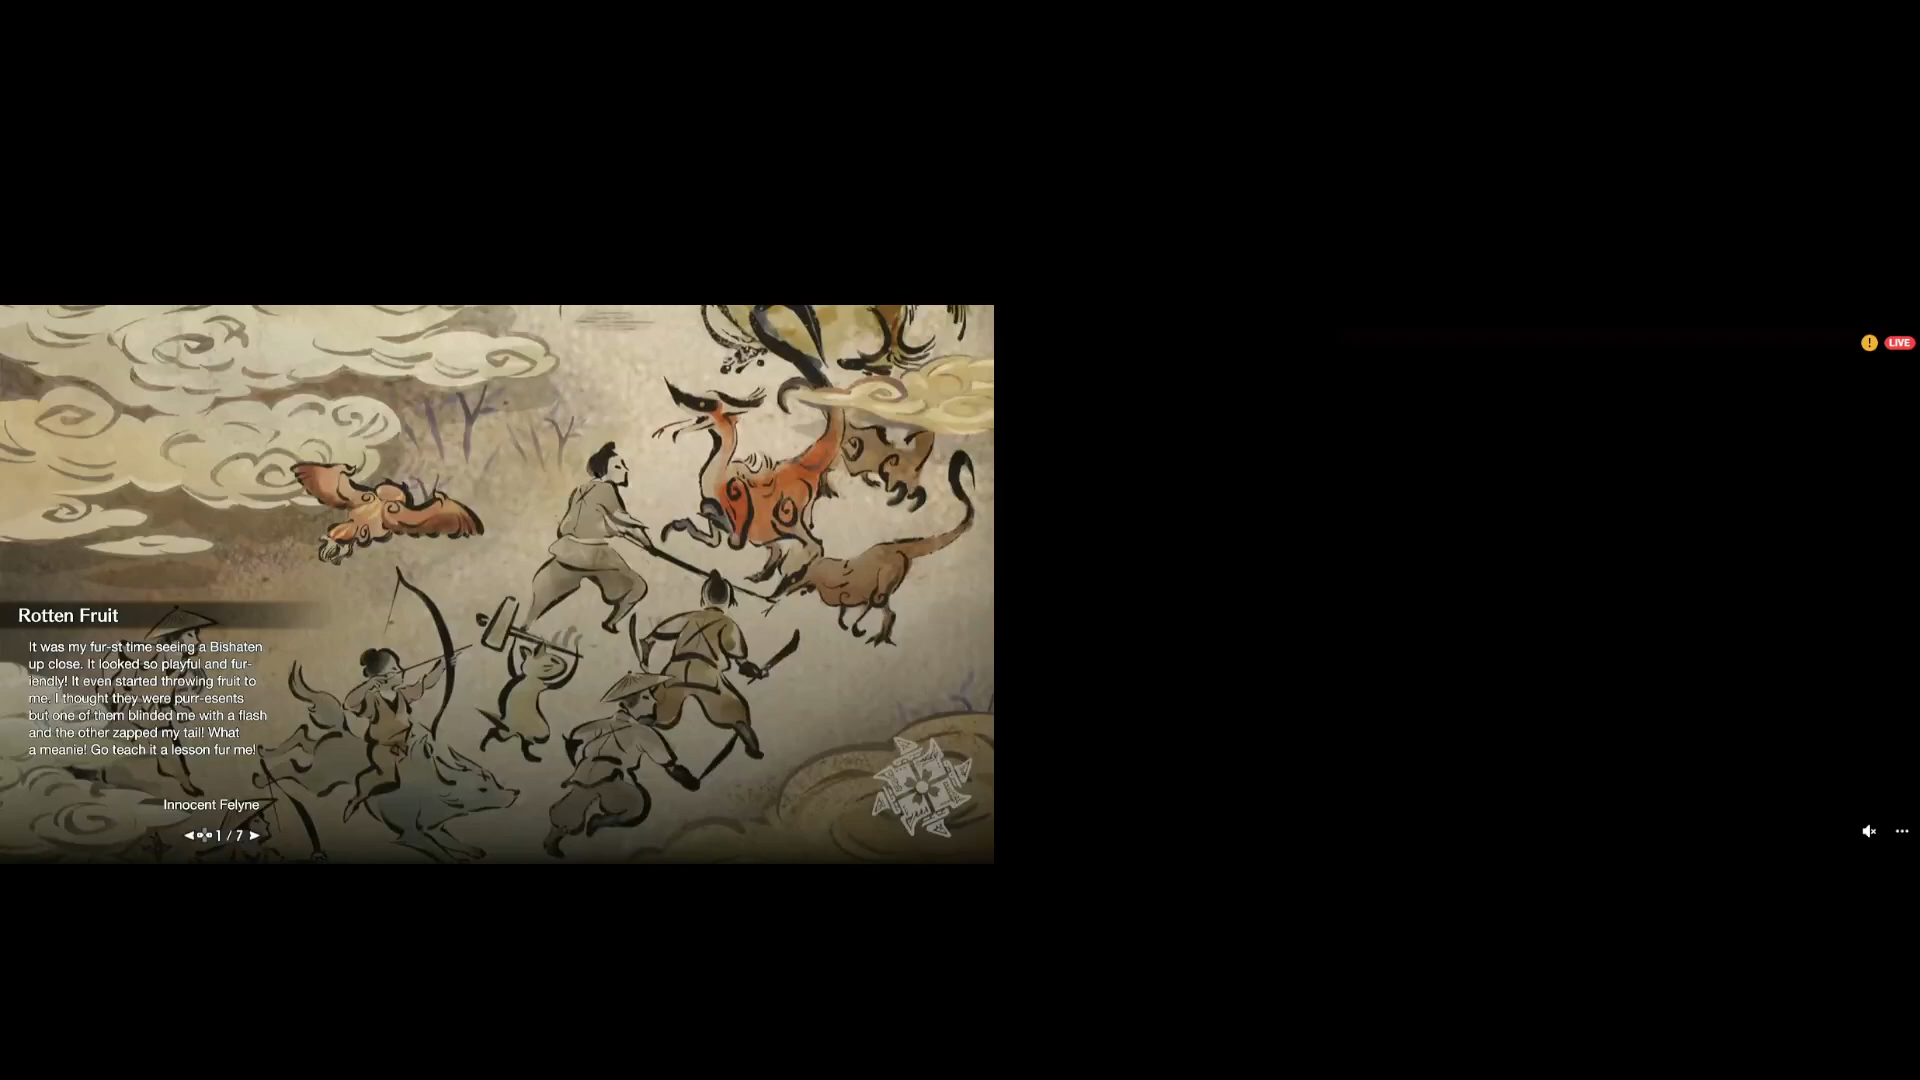 LIVE
Rotten Fruit
It was my fur-st time seeing a Bishaten
up close. It looked so playful and fur-
iendly! It even started throwing fruit to
me. I thought they were purr-esents
but one of them blinded me with a flash
and the other zapped my tail! What
a meanie! Go teach it a lesson fur me!
Innocent Felyne
1 / 7